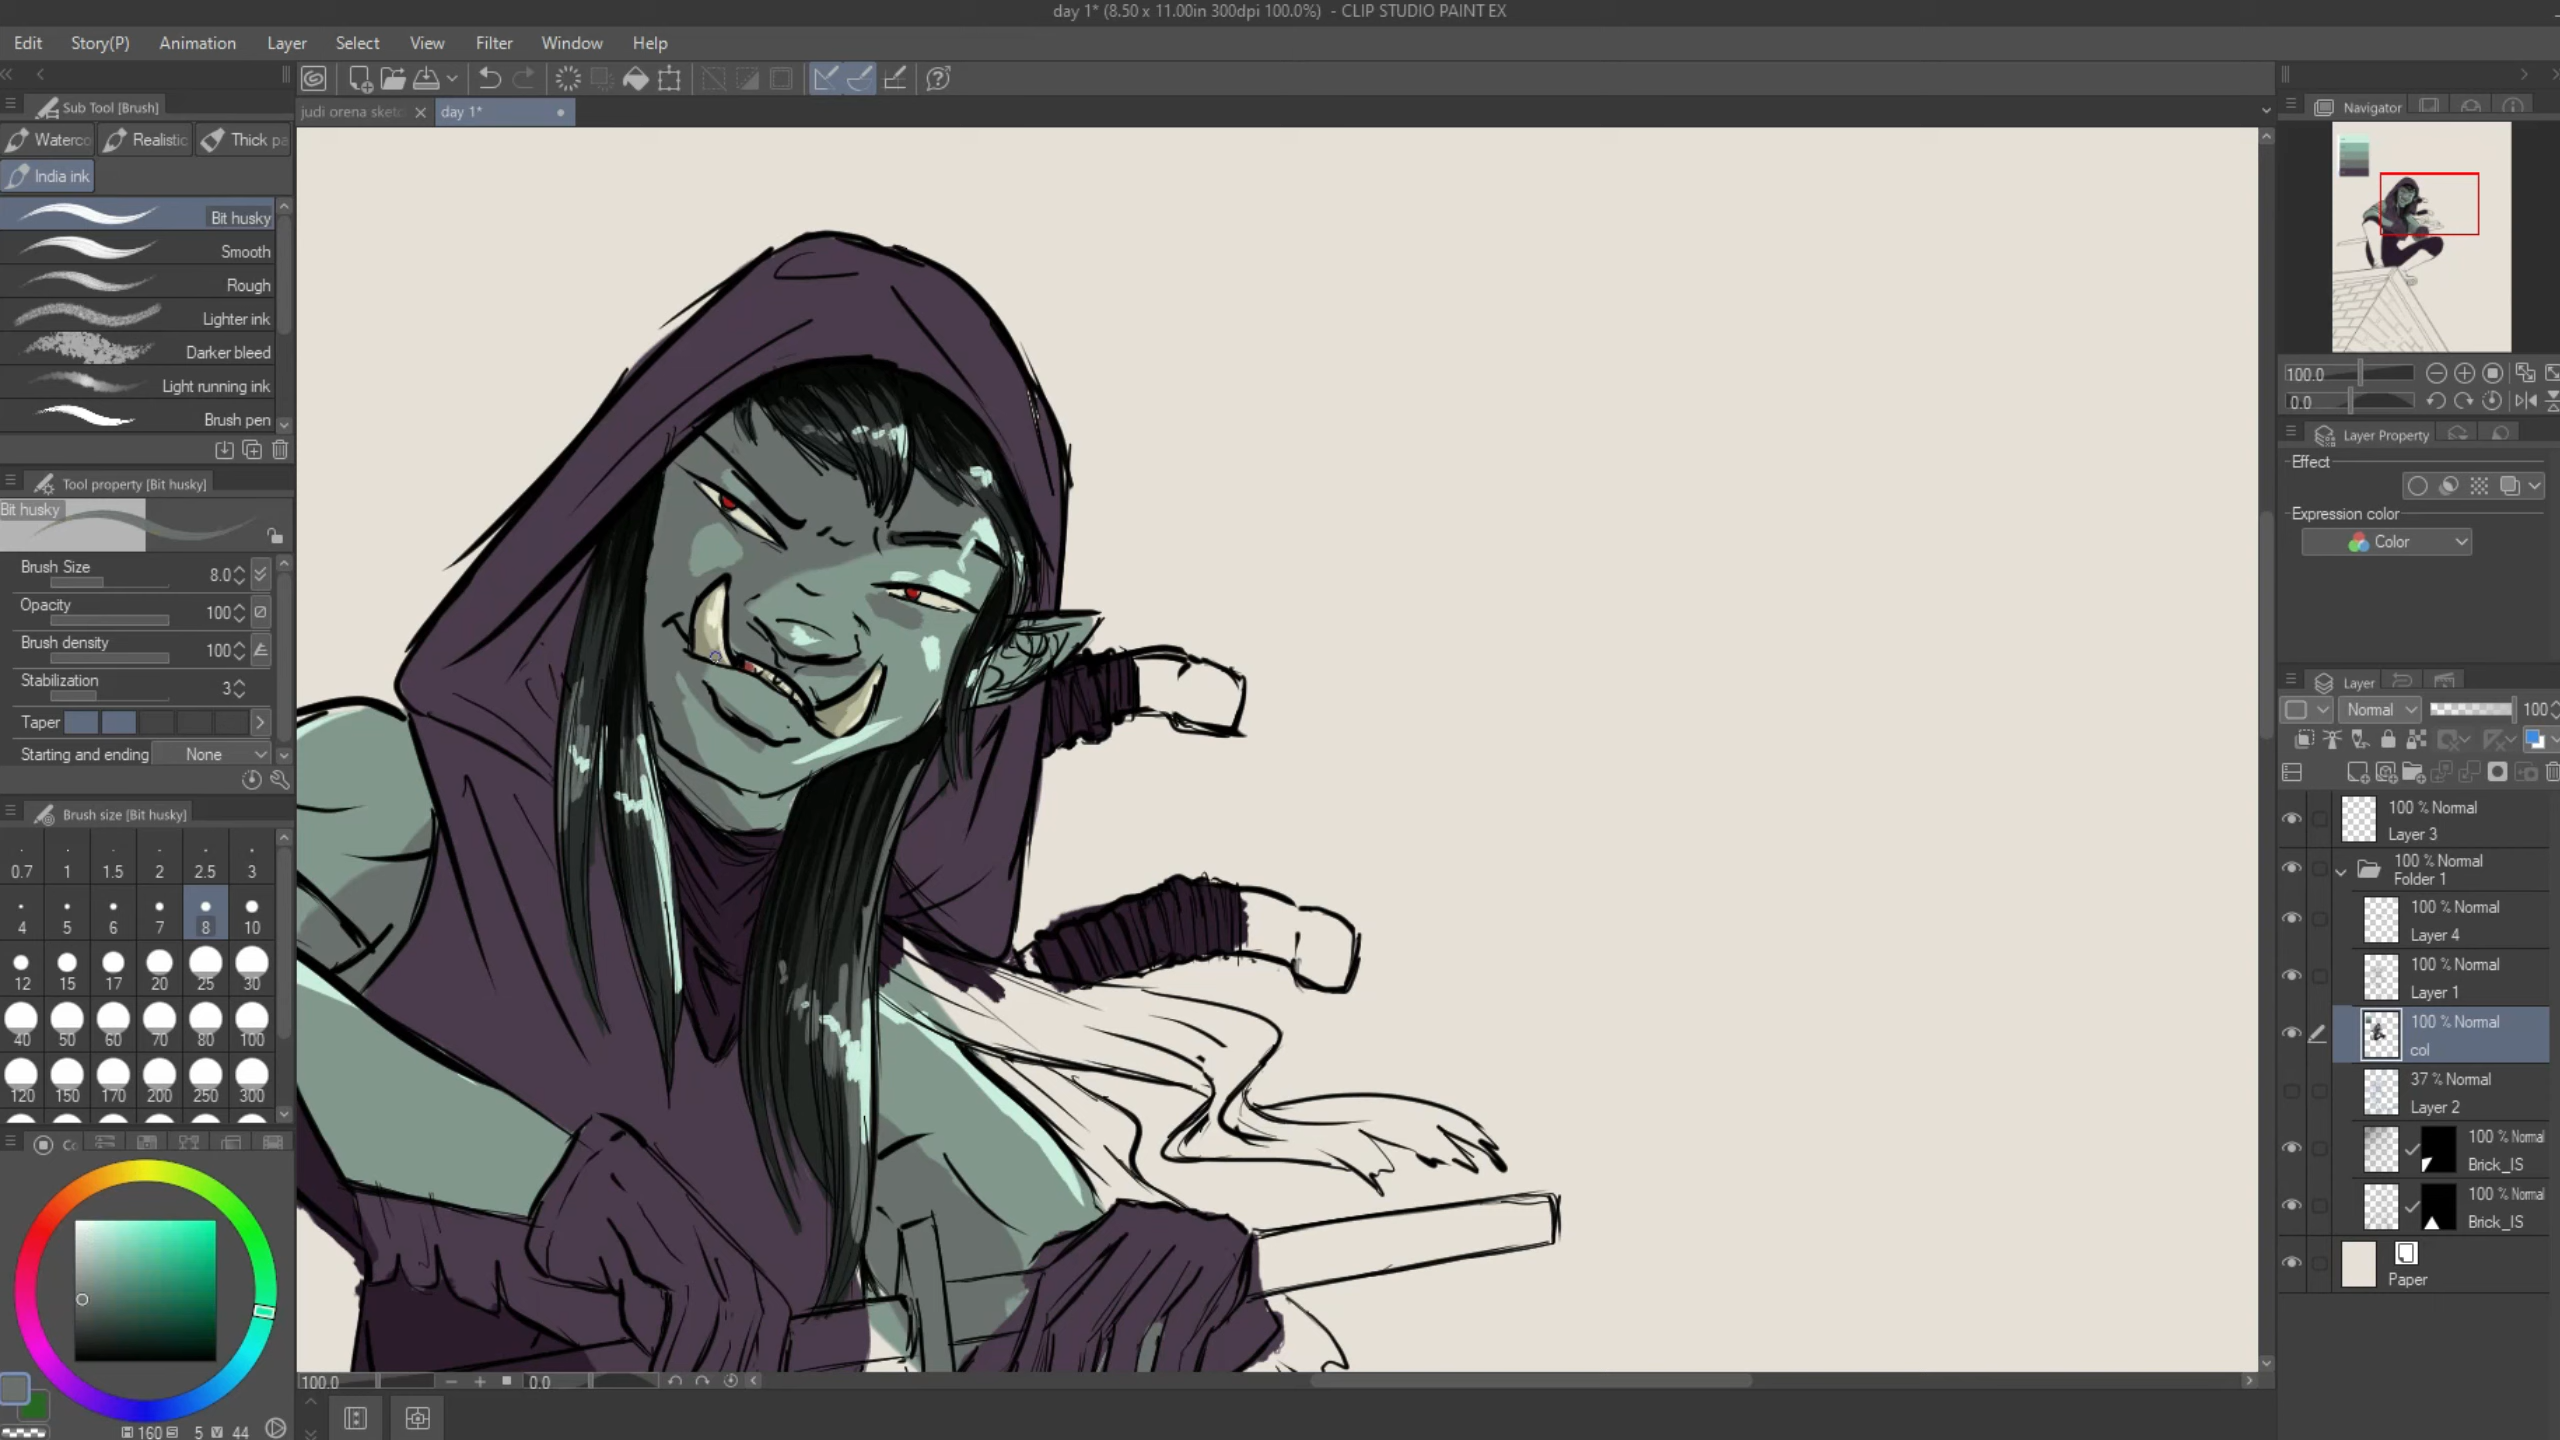 day 1* (8.50 x 11.00in 300dpi 100.0%) - CLIP STUDIO PAINT EX
Edit Story(P) Animation Layer Select View Filter Window Help
Sub Tool [Brush]
judi orena sketc
day 1*
Navigator
Waterco Realistic Thick pa
India ink
Bit husky
Smooth
Rough
Lighter ink
Darker bleed
Light running ink
Brush pen
Tool property [Bit husky]
Bit husky
Brush Size 8.0
Opacity 100
Brush density 100
Stabilization 3
Taper
Starting and ending None
Brush size [Bit husky]
0.7 1 1.5 2 2.5 3
4 5 6 7 8 10
12 15 17 20 25 30
40 50 60 70 80 100
120 150 170 200 250 300
Cc
160 5 44
100.0 0.0
100.0
0.0
Layer Property
Effect
Expression color
Color
Layer
Normal 100
100 % Normal
Layer 3
100 % Normal
Folder 1
100 % Normal
Layer 4
100 % Normal
Layer 1
100 % Normal
col
37 % Normal
Layer 2
100 % Normal
Brick_IS
100 % Normal
Brick_IS
Paper